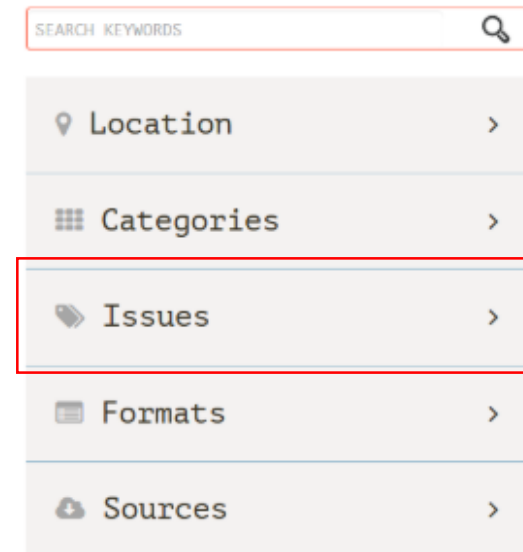 SEARCH KEYWORDS
Location
Categories
Issues
Formats
Sources